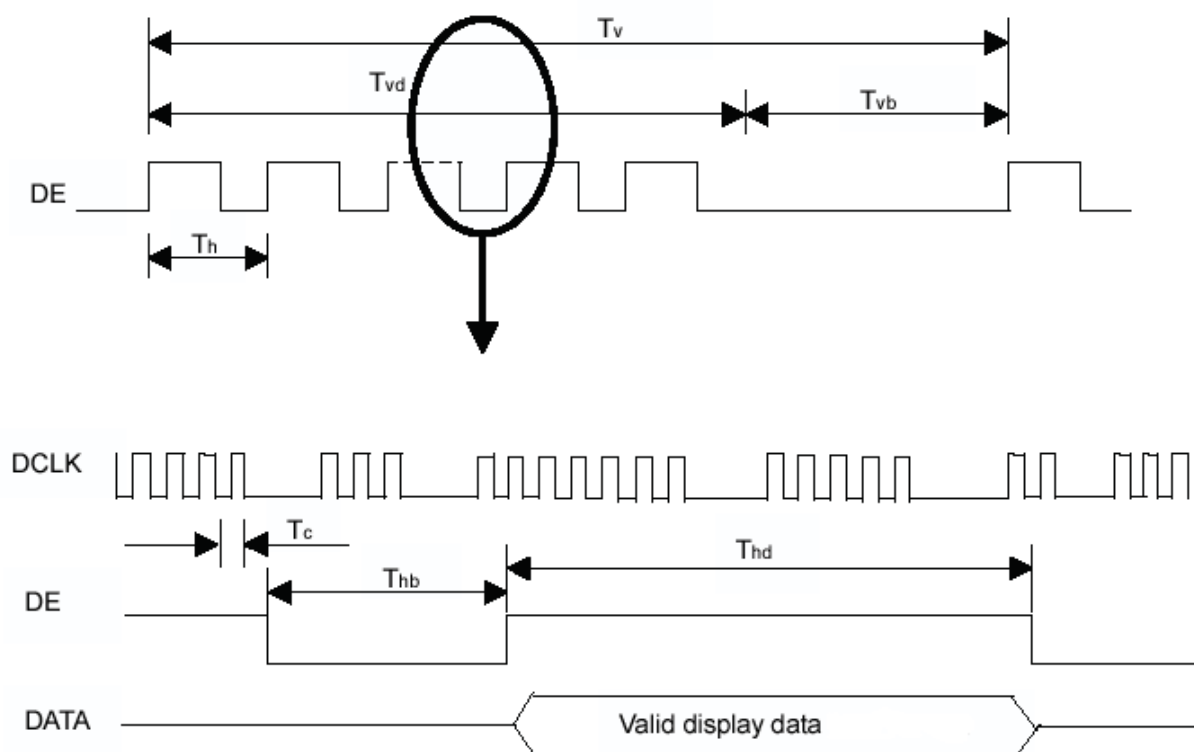 Tv
Tvd
Tvb
DE
Th
DCLK
Tc
Thd
Thb
DE
DATA
Valid display data